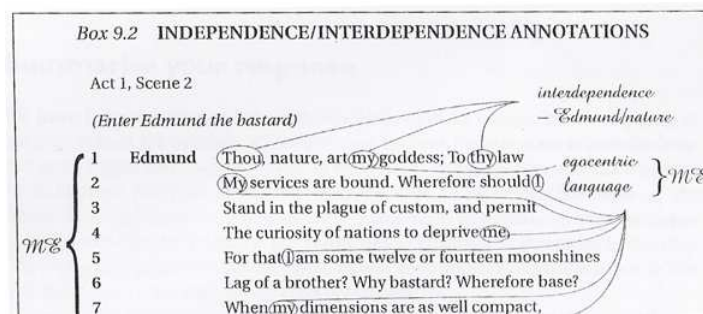 Box 9.2 INDEPENDENCE/INTERDEPENDENCE ANNOTATIONS
Act 1, Scene 2
interdependence
– Edmund/nature
(Enter Edmund the bastard)
1 Edmund Thou, nature, art my goddess; To thy law
egocentric
2 My services are bound. Wherefore should I
language } ME
3 Stand in the plague of custom, and permit
4 The curiosity of nations to deprive me,
ME {
5 For that I am some twelve or fourteen moonshines
6 Lag of a brother? Why bastard? Wherefore base?
7 When my dimensions are as well compact,